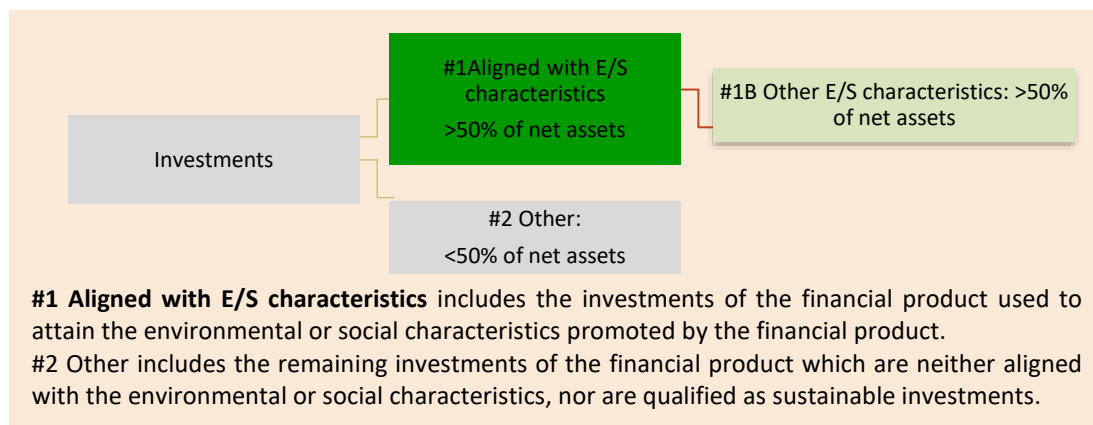 #1Aligned with E/S
characteristics
>50% of net assets
#1B Other E/S characteristics: >50%
of net assets
Investments
#2 Other:
<50% of net assets
#1 Aligned with E/S characteristics includes the investments of the financial product used to
attain the environmental or social characteristics promoted by the financial product.
#2 Other includes the remaining investments of the financial product which are neither aligned
with the environmental or social characteristics, nor are qualified as sustainable investments.